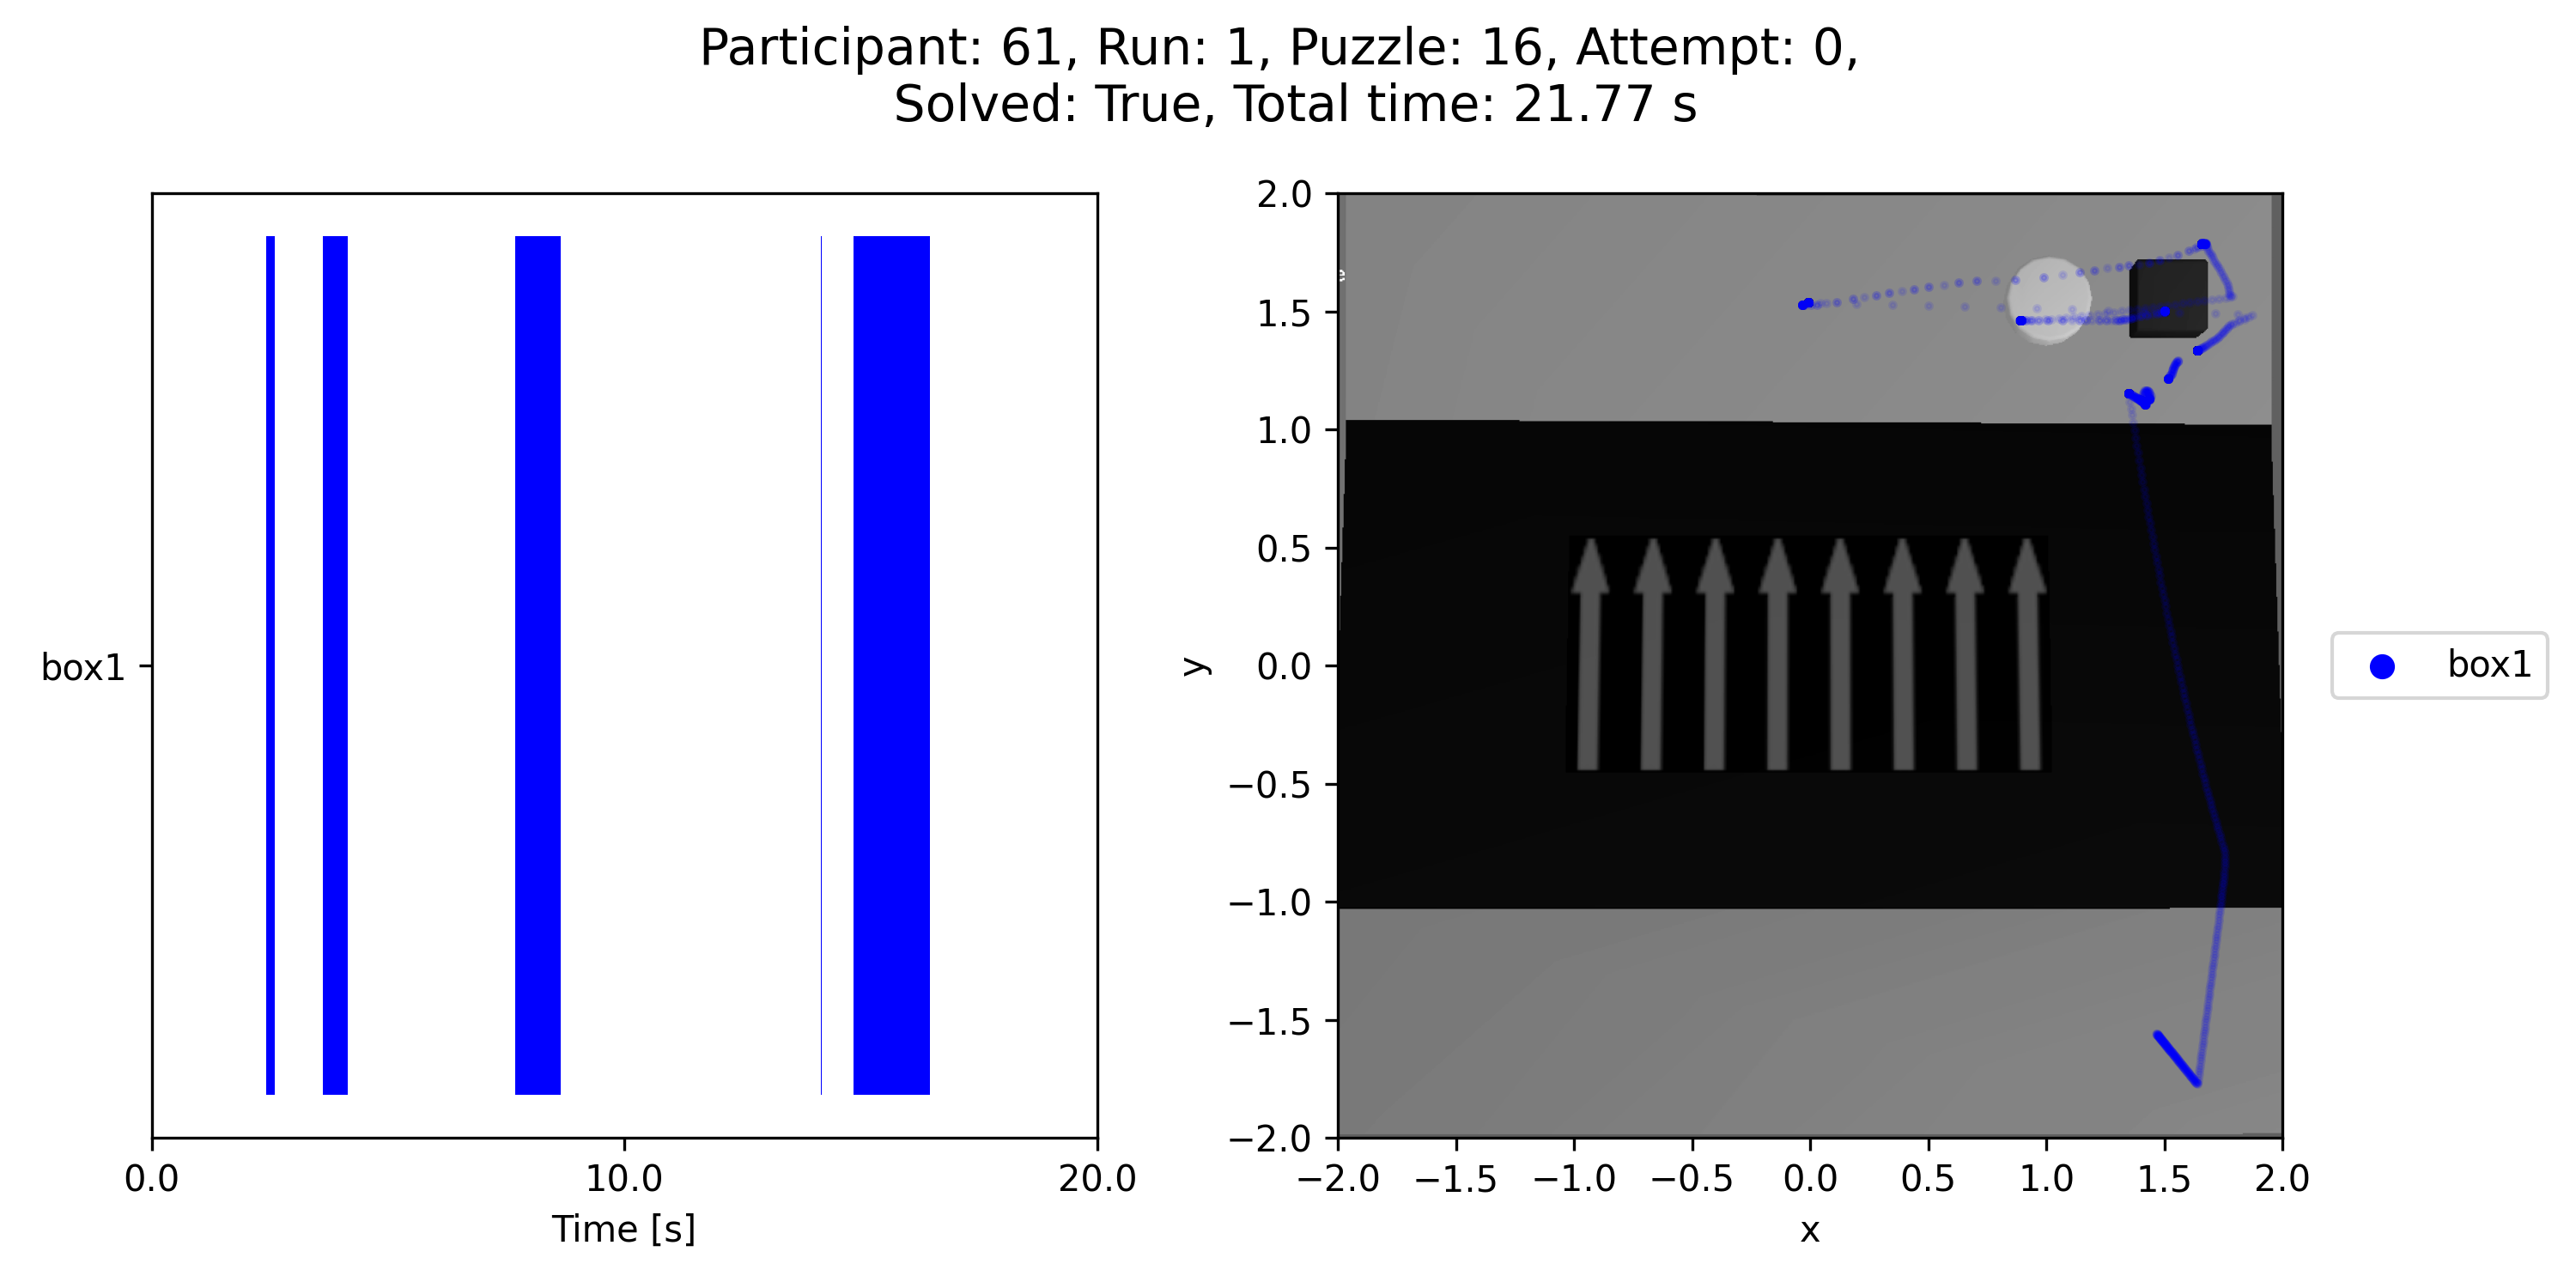 Participant: 61, Run: 1, Puzzle: 16, Attempt: 0,
Solved: True, Total time: 21.77 s
box1
0.0
10.0
20.0
Time [s]
2.0
1.5
1.0
0.5
0.0
−0.5
−1.0
−1.5
−2.0
y
e
−2.0
−1.5
−1.0
−0.5
0.0
0.5
1.0
1.5
2.0
x
box1